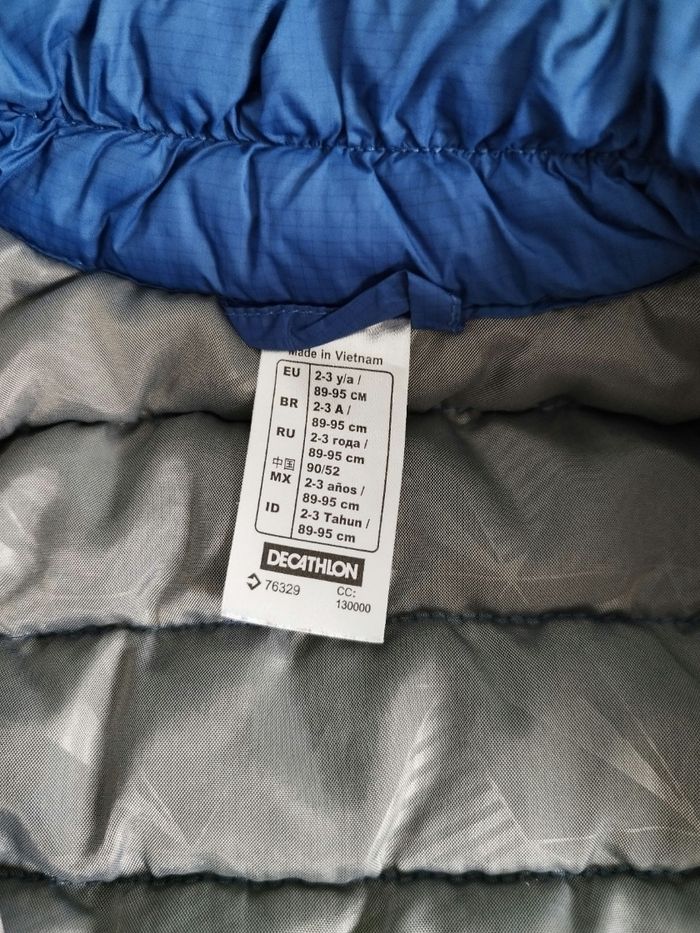 Made in Vietnam
EU 2-3 y/a /
89-95 CM
BR 2-3 A /
89-95 cm
RU 2-3 года /
89-95 cm
中国 90/52
MX 2-3 años /
89-95 cm
ID 2-3 Tahun /
89-95 cm
DECATHLON
76329 CC:
130000